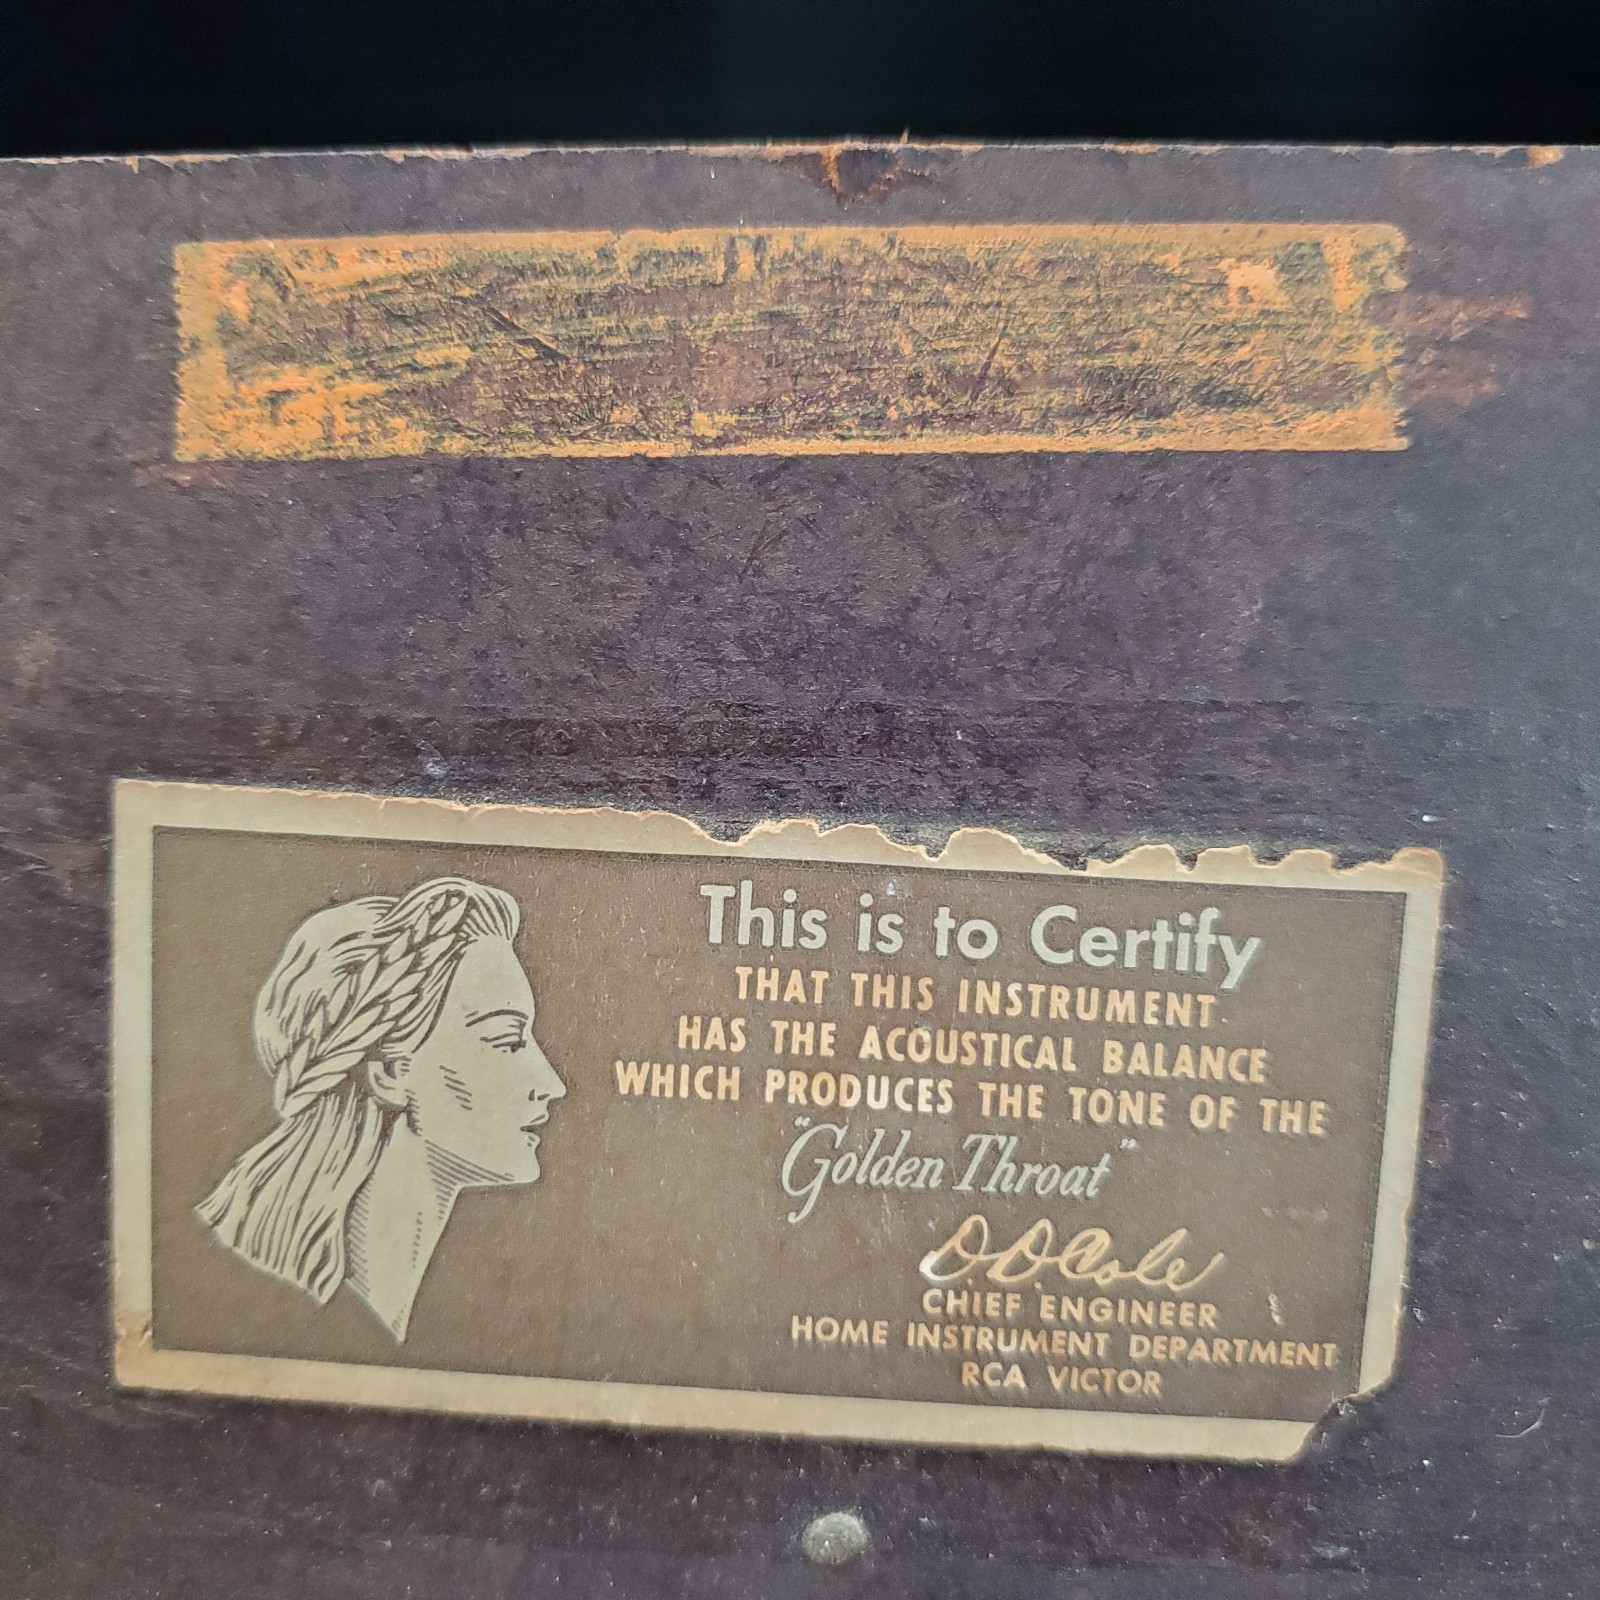 This is to Certify
THAT THIS INSTRUMENT
HAS THE ACOUSTICAL BALANCE
WHICH PRODUCES THE TONE OF THE
"Golden Throat"
D D Cole
CHIEF ENGINEER
HOME INSTRUMENT DEPARTMENT
RCA VICTOR